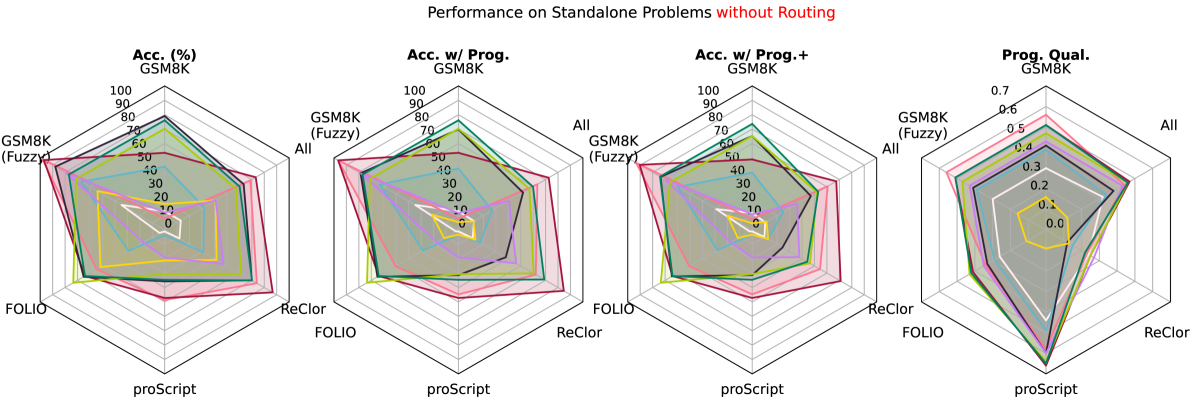 Performance on Standalone Problems without Routing
Acc. (%)
GSM8K
GSM8K
(Fuzzy)
All
FOLIO
ReClor
proScript
100
90
80
70
60
50
40
30
20
10
0
Acc. w/ Prog.
GSM8K
GSM8K
(Fuzzy)
All
FOLIO
ReClor
proScript
100
90
80
70
60
50
40
30
20
10
0
Acc. w/ Prog.+
GSM8K
GSM8K
(Fuzzy)
All
FOLIO
ReClor
proScript
100
90
80
70
60
50
40
30
20
10
0
Prog. Qual.
GSM8K
GSM8K
(Fuzzy)
All
FOLIO
ReClor
proScript
0.7
0.6
0.5
0.4
0.3
0.2
0.1
0.0